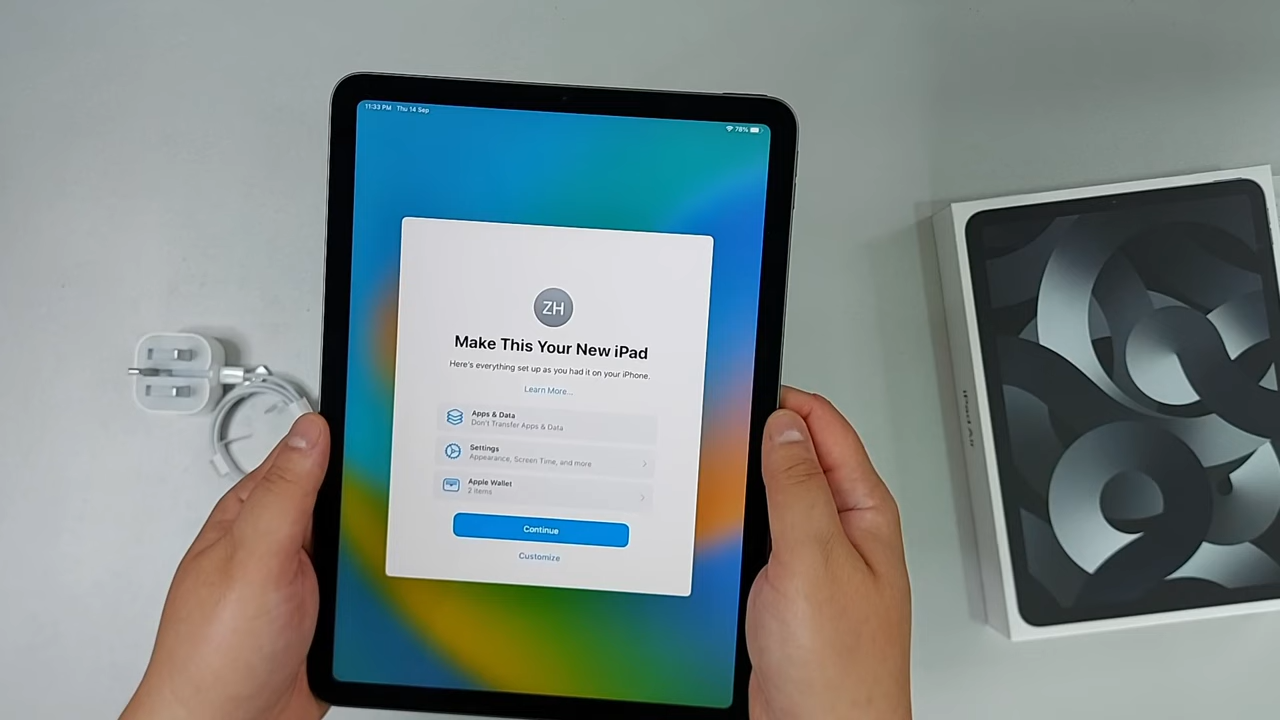 11:33 PM Thu 14 Sep
78%
ZH
Make This Your New iPad
Here's everything set up as you had it on your iPhone.
Learn More...
Apps & Data
Don't Transfer Apps & Data
Settings
Appearance, Screen Time, and more
Apple Wallet
2 items
Continue
Customize
iPad Air